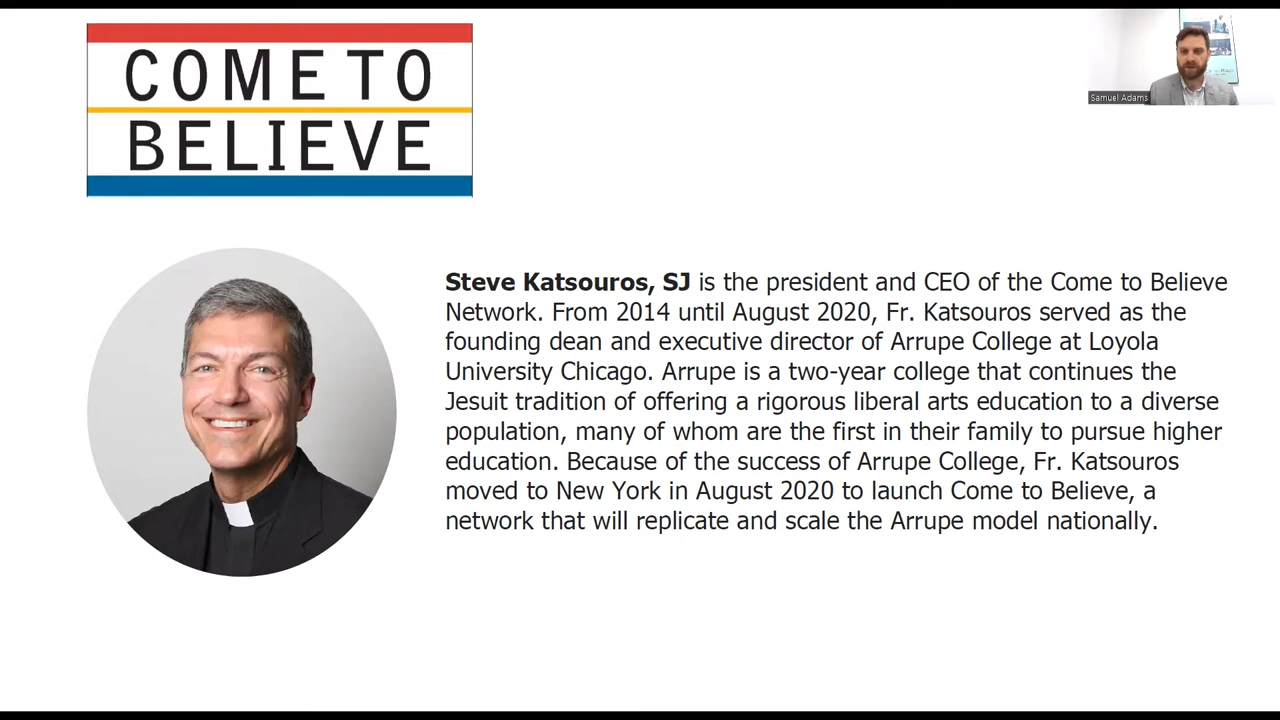 COME TO
BELIEVE
Samuel Adams
Steve Katsouros, SJ is the president and CEO of the Come to Believe
Network. From 2014 until August 2020, Fr. Katsouros served as the
founding dean and executive director of Arrupe College at Loyola
University Chicago. Arrupe is a two-year college that continues the
Jesuit tradition of offering a rigorous liberal arts education to a diverse
population, many of whom are the first in their family to pursue higher
education. Because of the success of Arrupe College, Fr. Katsouros
moved to New York in August 2020 to launch Come to Believe, a
network that will replicate and scale the Arrupe model nationally.